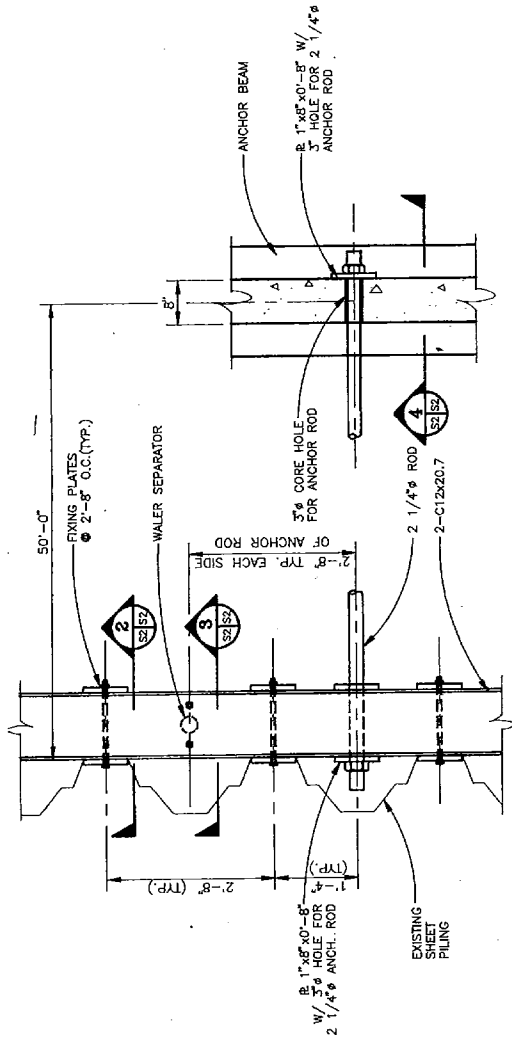 50'-0"
8"
FIXING PLATES
@ 2'-8" O.C.(TYP.)
WALER SEPARATOR
2
S2 S2
3
S2 S2
2'-8" TYP. EACH SIDE
OF ANCHOR ROD
2'-8" (TYP.)
1'-4"
(TYP.)
ANCHOR BEAM
℄ 1"x8"x0'-8" W/
3" HOLE FOR 2 1/4"ø
ANCHOR ROD
3"ø CORE HOLE
FOR ANCHOR ROD
4
S2 S2
2 1/4"ø ROD
2-C12x20.7
℄ 1"x8"x0'-8"
W/ 3"ø HOLE FOR
2 1/4"ø ANCH. ROD
EXISTING
SHEET
PILING